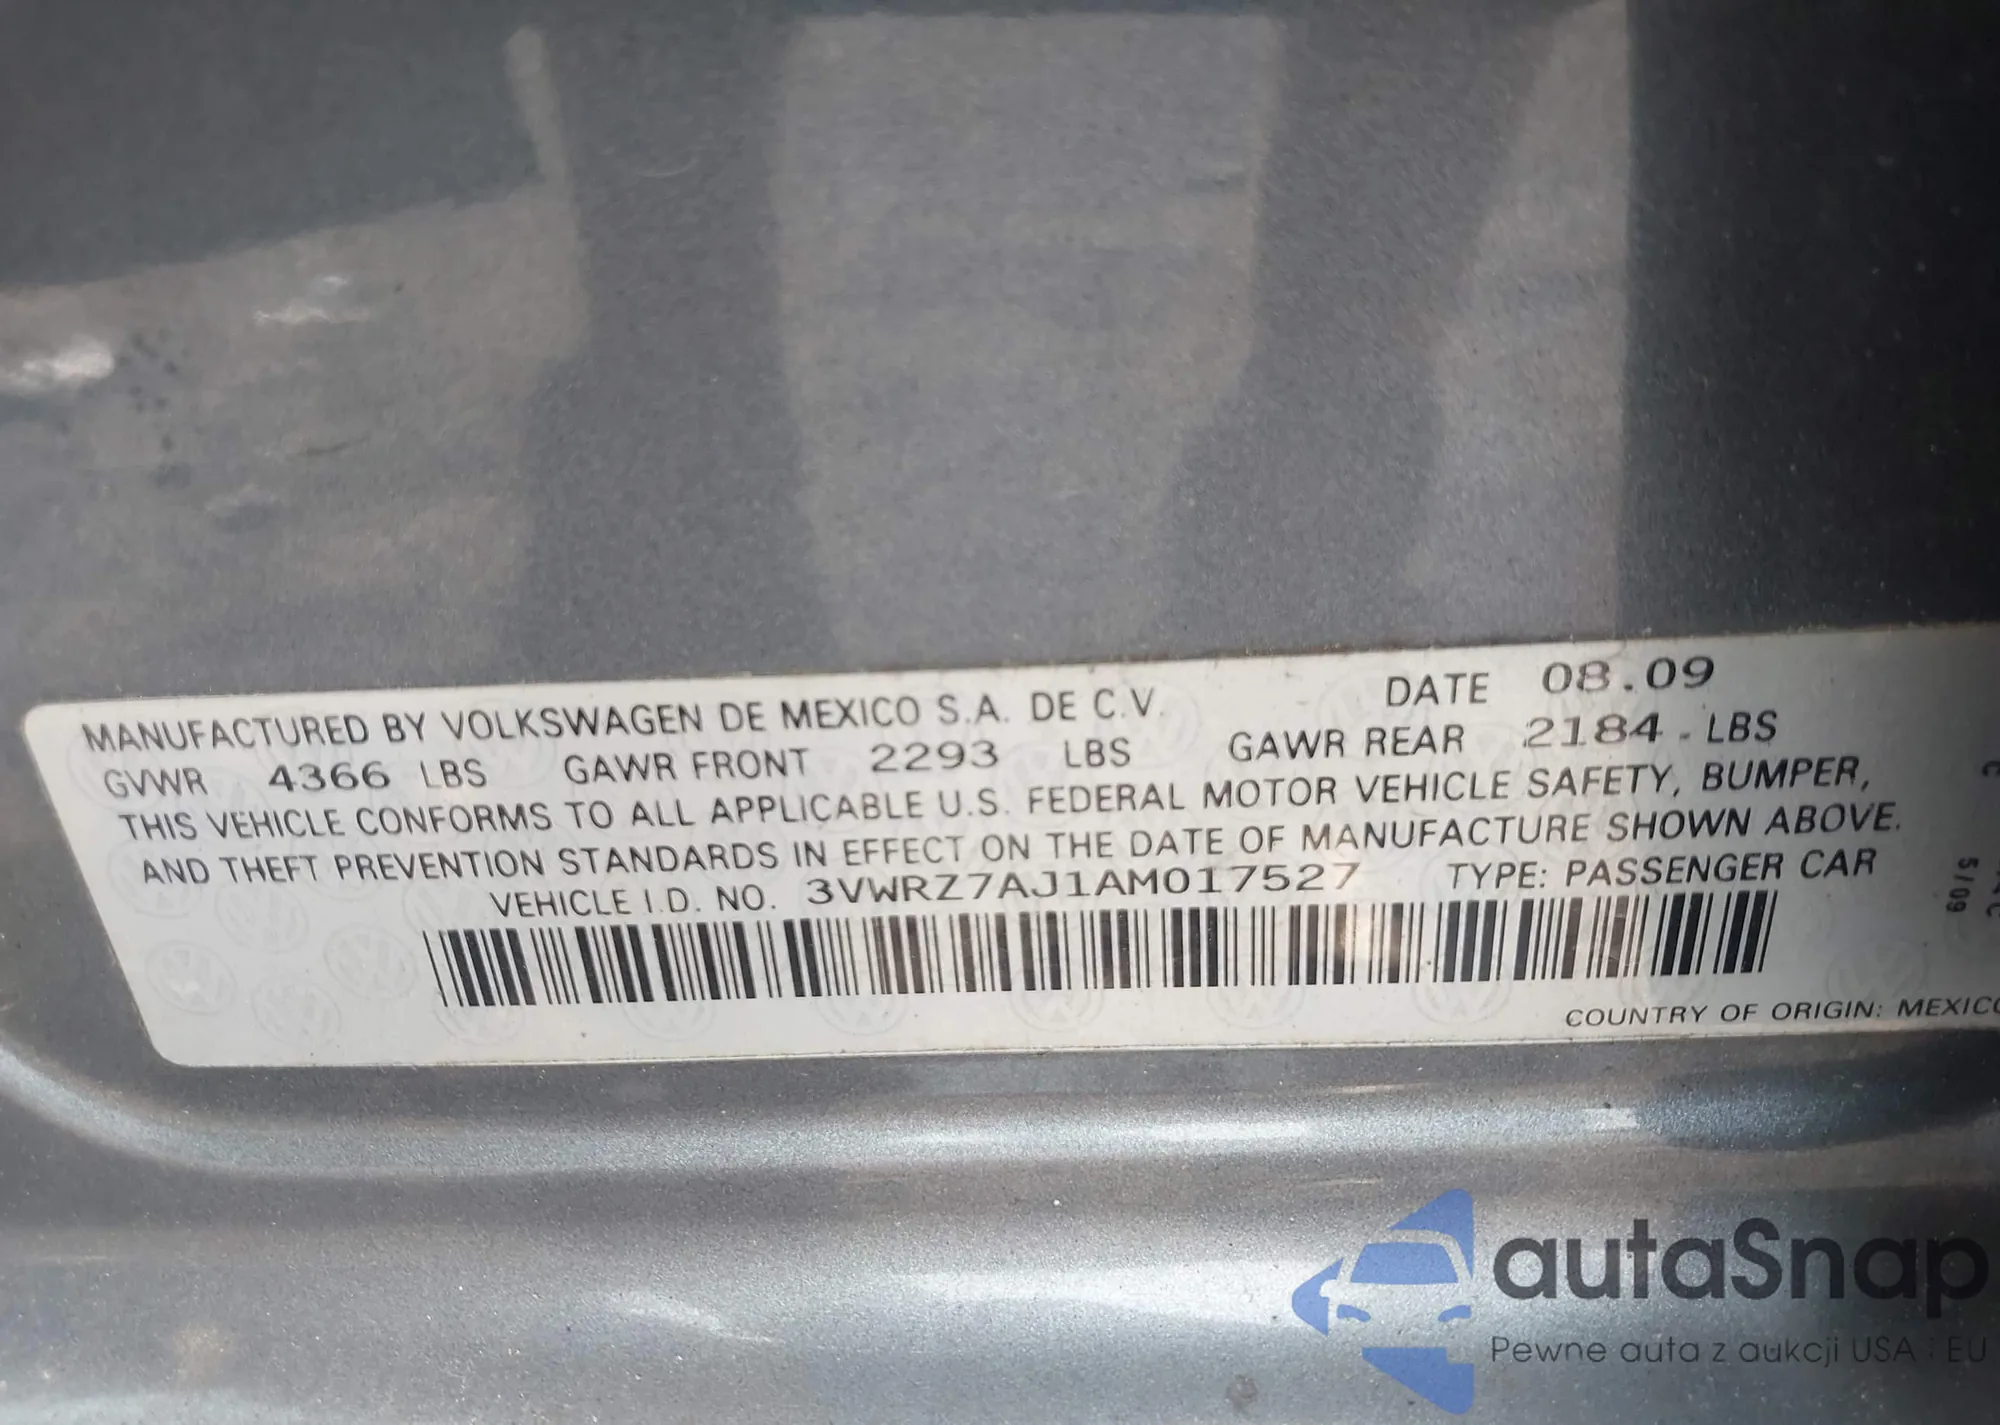 MANUFACTURED BY VOLKSWAGEN DE MEXICO S.A. DE C.V. DATE 08.09
GVWR 4366 LBS GAWR FRONT 2293 LBS GAWR REAR 2184 LBS
THIS VEHICLE CONFORMS TO ALL APPLICABLE U.S. FEDERAL MOTOR VEHICLE SAFETY, BUMPER,
AND THEFT PREVENTION STANDARDS IN EFFECT ON THE DATE OF MANUFACTURE SHOWN ABOVE.
VEHICLE I.D. NO. 3VWRZ7AJ1AM017527 TYPE: PASSENGER CAR
5/09
COUNTRY OF ORIGIN: MEXICO
autaSnap
Pewne auta z aukcji USA i EU